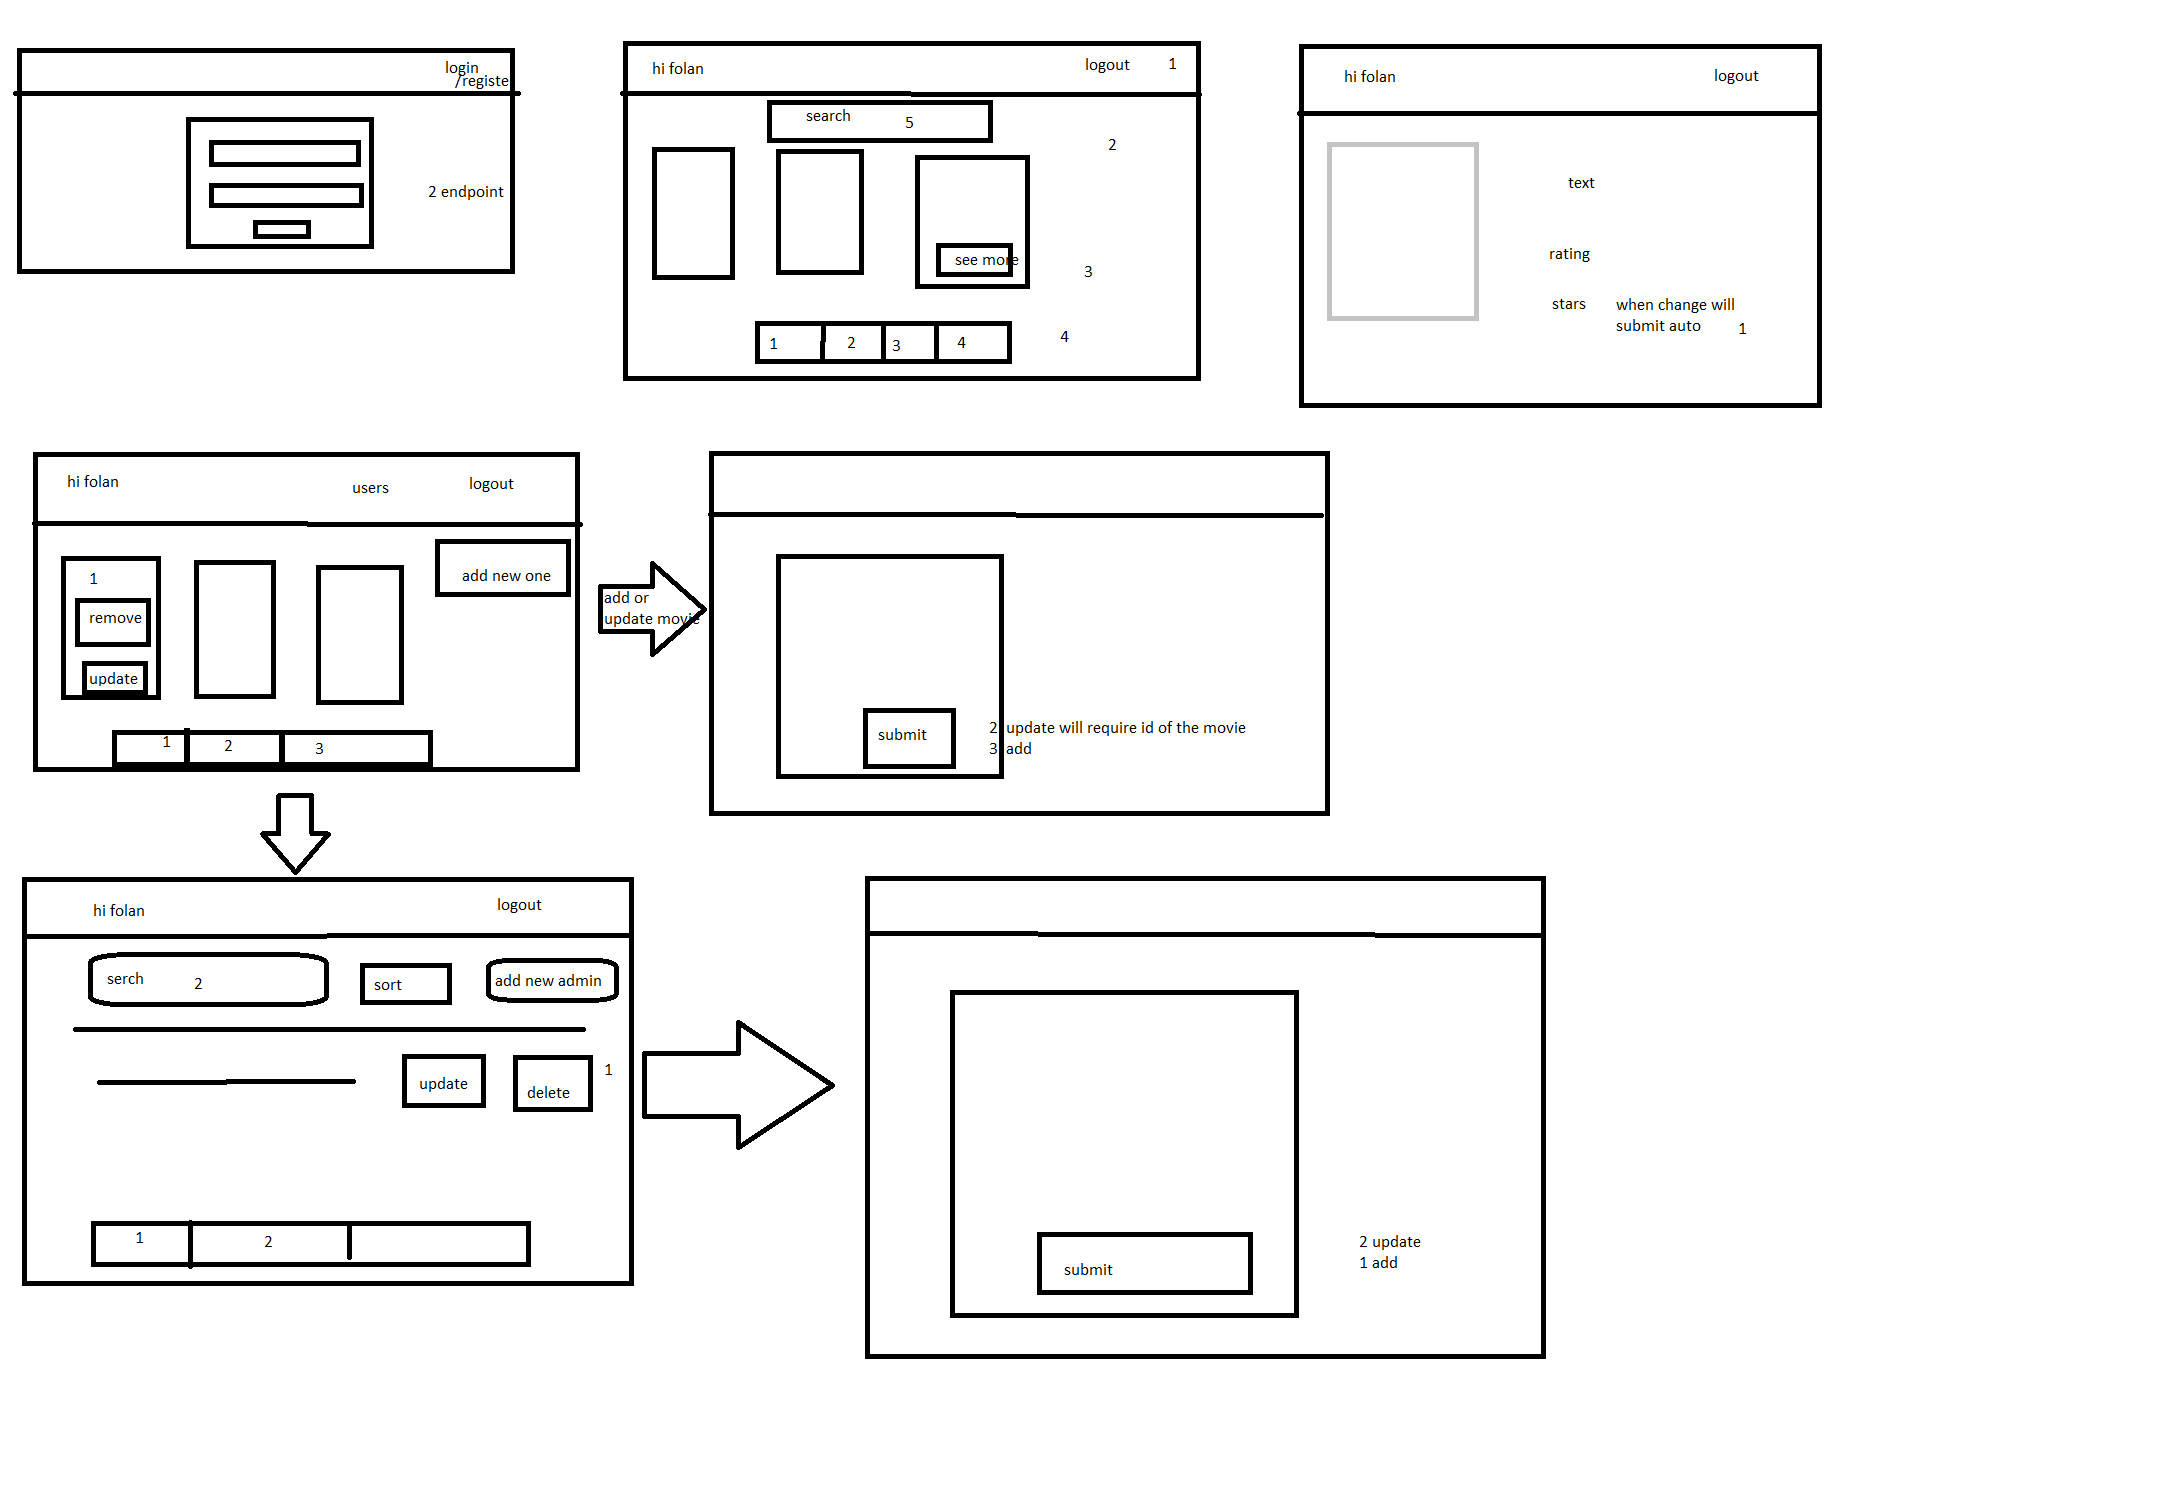 login
/registe
2 endpoint
hi folan
logout
1
search
5
2
see more
3
1
2
3
4
4
hi folan
logout
text
rating
stars
when change will
submit auto
1
hi folan
users
logout
add new one
1
remove
update
1
2
3
add or
update movie
submit
2 update will require id of the movie
3 add
hi folan
logout
serch
2
sort
add new admin
update
delete
1
1
2
submit
2 update
1 add